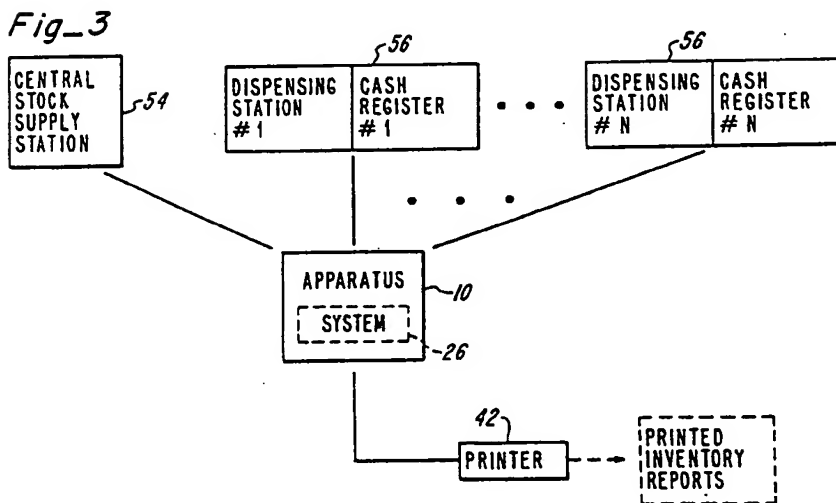 Fig_3
CENTRAL
STOCK
SUPPLY
STATION
54
56
DISPENSING
STATION
# 1
CASH
REGISTER
# 1
56
DISPENSING
STATION
# N
CASH
REGISTER
# N
APPARATUS
10
SYSTEM
26
42
PRINTER
PRINTED
INVENTORY
REPORTS